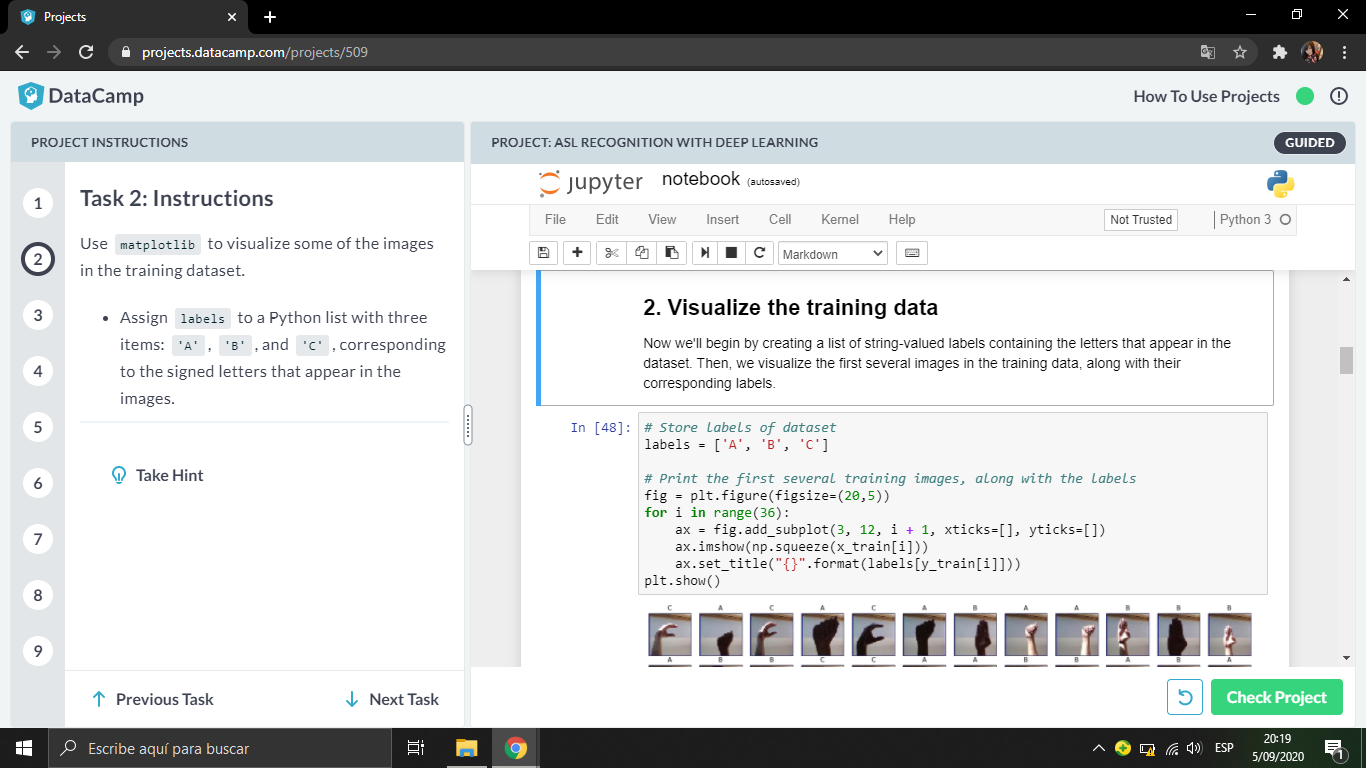 Projects
projects.datacamp.com/projects/509
DataCamp
How To Use Projects
PROJECT INSTRUCTIONS
1
2
3
4
5
6
7
8
9
Task 2: Instructions
Use matplotlib to visualize some of the images
in the training dataset.
• Assign labels to a Python list with three
items: 'A' , 'B' , and 'C' , corresponding
to the signed letters that appear in the
images.
Take Hint
Previous Task
Next Task
PROJECT: ASL RECOGNITION WITH DEEP LEARNING
GUIDED
jupyter notebook (autosaved)
File Edit View Insert Cell Kernel Help
Not Trusted
Python 3
Markdown
2. Visualize the training data
Now we'll begin by creating a list of string-valued labels containing the letters that appear in the
dataset. Then, we visualize the first several images in the training data, along with their
corresponding labels.
In [48]:
# Store labels of dataset
labels = ['A', 'B', 'C']
# Print the first several training images, along with the labels
fig = plt.figure(figsize=(20,5))
for i in range(36):
    ax = fig.add_subplot(3, 12, i + 1, xticks=[], yticks=[])
    ax.imshow(np.squeeze(x_train[i]))
    ax.set_title("{}".format(labels[y_train[i]]))
plt.show()
C A C A C A B A A B B B
A B B C C A A B B A A A
Check Project
Escribe aquí para buscar
ESP
20:19
5/09/2020
1